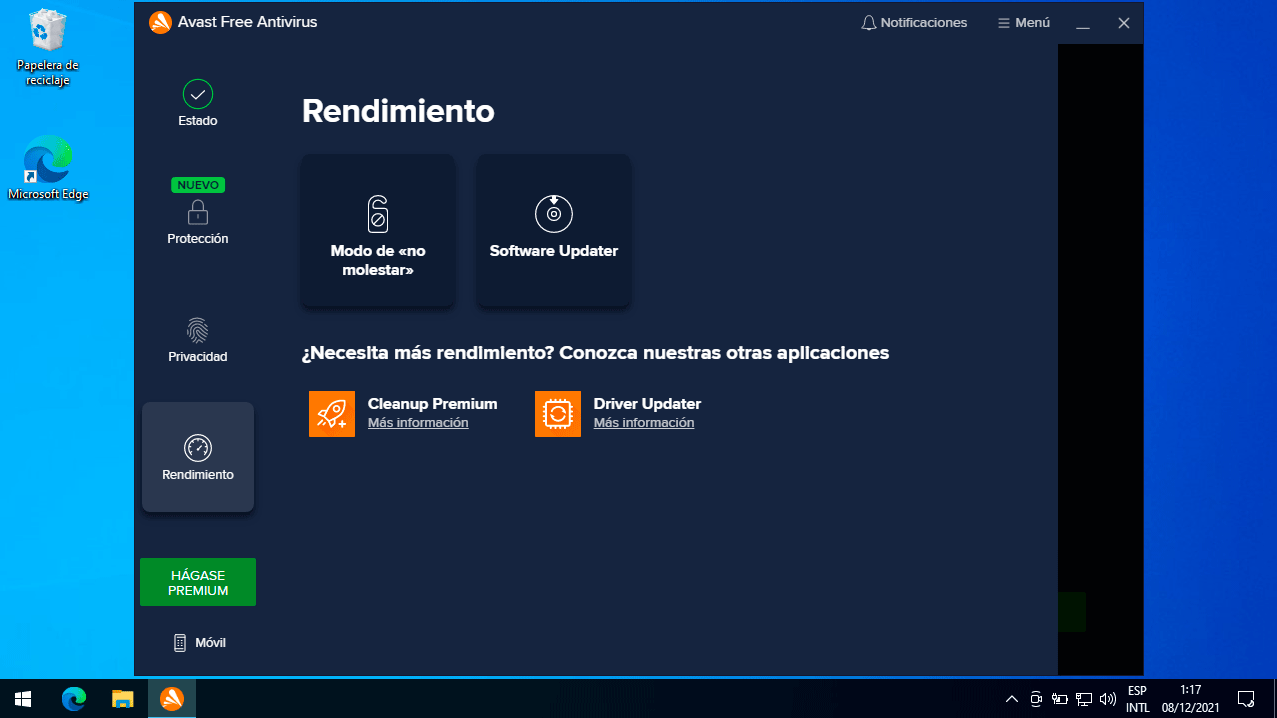 Papelera de
reciclaje
Microsoft Edge
Avast Free Antivirus
Notificaciones
Menú
Estado
NUEVO
Protección
Privacidad
Rendimiento
HÁGASE
PREMIUM
Móvil
Rendimiento
Modo de «no
molestar»
Software Updater
¿Necesita más rendimiento? Conozca nuestras otras aplicaciones
Cleanup Premium
Más información
Driver Updater
Más información
ESP
INTL
1:17
08/12/2021